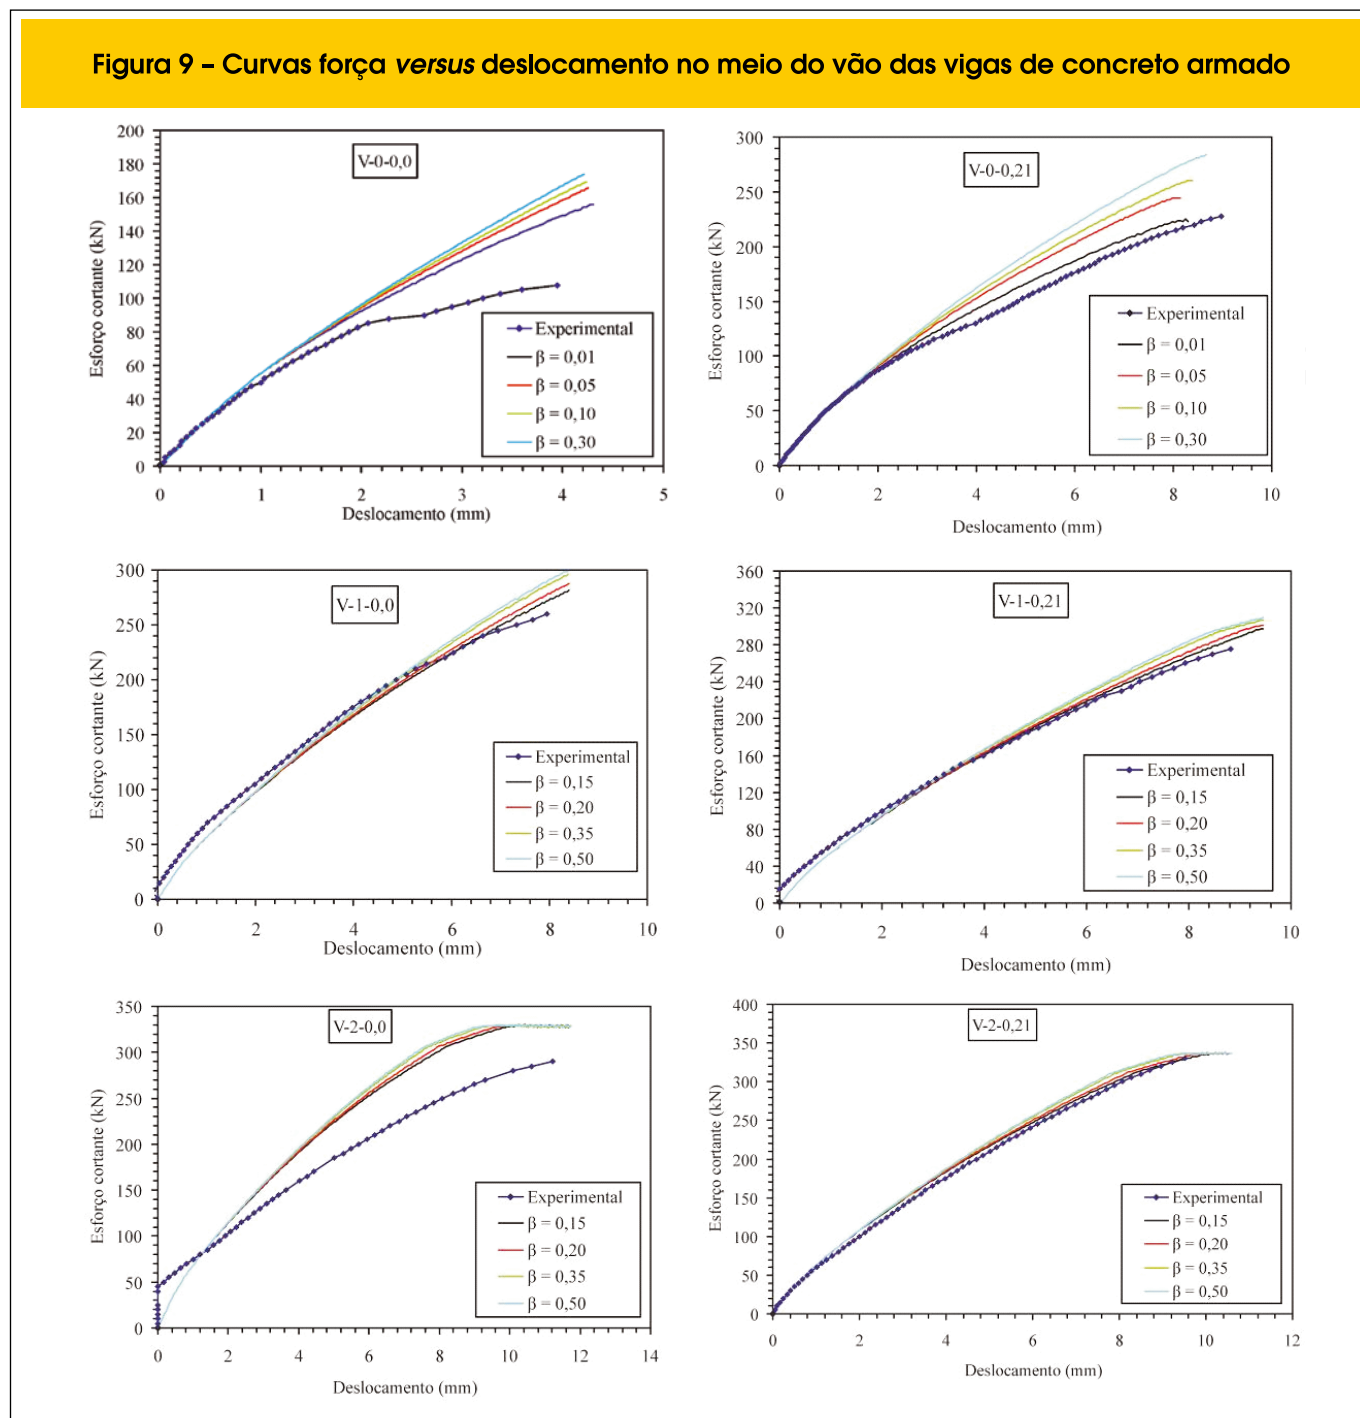 Figura 9 – Curvas força versus deslocamento no meio do vão das vigas de concreto armado
V-0-0,0
Esforço cortante (kN)
200
180
160
140
120
100
80
60
40
20
0
0 1 2 3 4 5
Deslocamento (mm)
Experimental
β = 0,01
β = 0,05
β = 0,10
β = 0,30
V-0-0,21
Esforço cortante (kN)
300
250
200
150
100
50
0
0 2 4 6 8 10
Deslocamento (mm)
Experimental
β = 0,01
β = 0,05
β = 0,10
β = 0,30
V-1-0,0
Esforço cortante (kN)
300
250
200
150
100
50
0
0 2 4 6 8 10
Deslocamento (mm)
Experimental
β = 0,15
β = 0,20
β = 0,35
β = 0,50
V-1-0,21
Esforço cortante (kN)
360
320
280
240
200
160
120
80
40
0
0 2 4 6 8 10
Deslocamento (mm)
Experimental
β = 0,15
β = 0,20
β = 0,35
β = 0,50
V-2-0,0
Esforço cortante (kN)
350
300
250
200
150
100
50
0
0 2 4 6 8 10 12 14
Deslocamento (mm)
Experimental
β = 0,15
β = 0,20
β = 0,35
β = 0,50
V-2-0,21
Esforço cortante (kN)
400
350
300
250
200
150
100
50
0
0 2 4 6 8 10 12
Deslocamento (mm)
Experimental
β = 0,15
β = 0,20
β = 0,35
β = 0,50